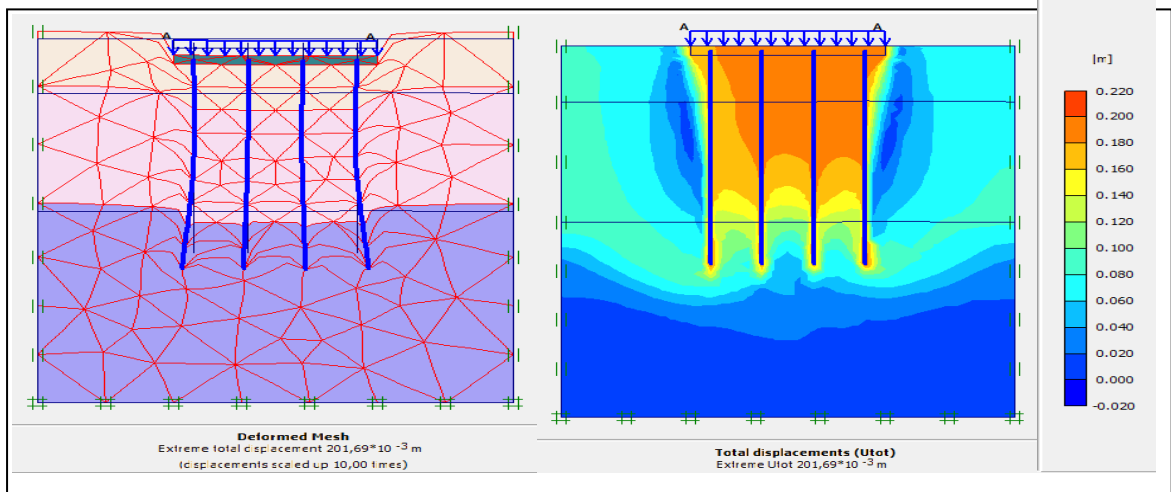 A A
Deformed Mesh
Extreme total displacement 201,69*10 -3 m
(displacements scaled up 10,00 times)
A A
Total displacements (Utot)
Extreme Utot 201,69*10 -3 m
[m]
0.220
0.200
0.180
0.160
0.140
0.120
0.100
0.080
0.060
0.040
0.020
0.000
-0.020